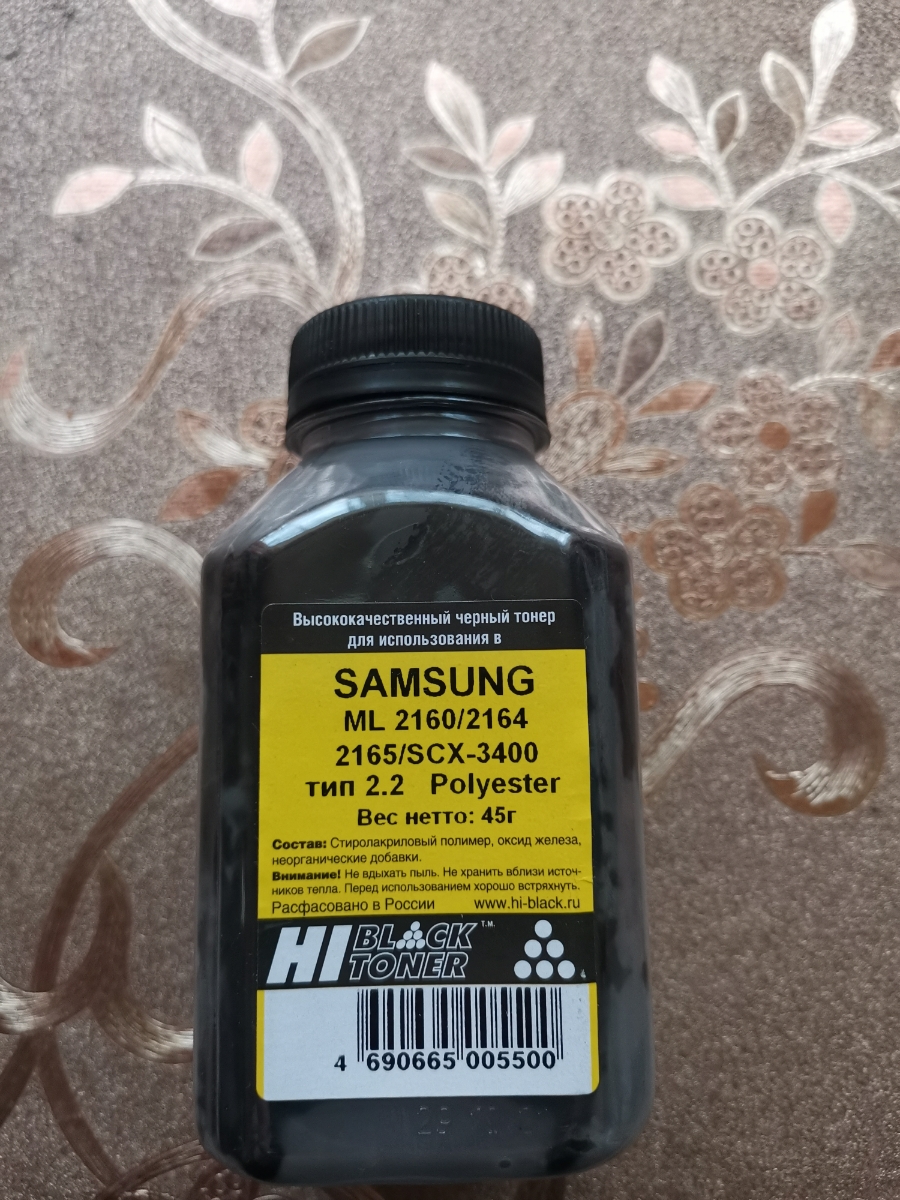 Высококачественный черный тонер
для использования в
SAMSUNG
ML 2160/2164
2165/SCX-3400
тип 2.2 Polyester
Вес нетто: 45г
Состав: Стиролакриловый полимер, оксид железа,
неорганические добавки.
Внимание! Не вдыхать пыль. Не хранить вблизи источ-
ников тепла. Перед использованием хорошо встряхнуть.
Расфасовано в России www.hi-black.ru
HI BLACK TONER T.M.
4
4 690665 005500